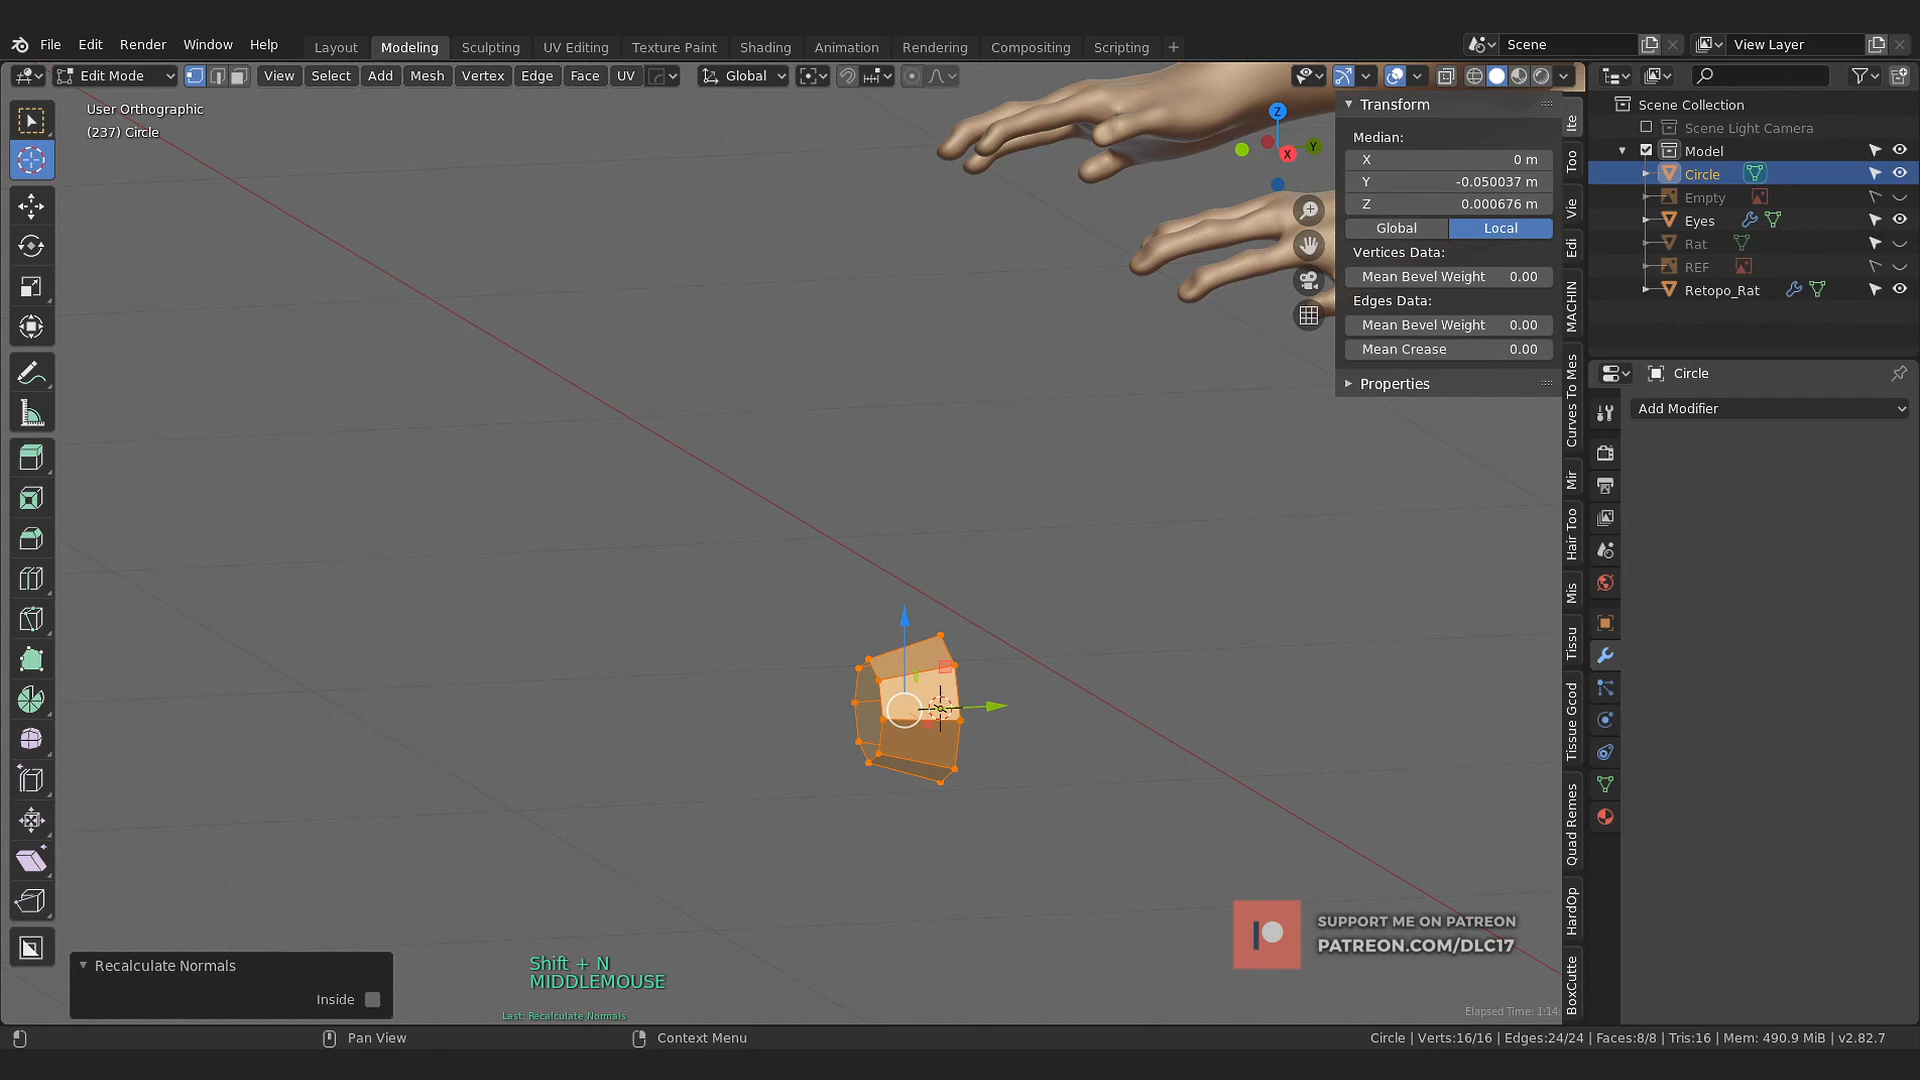 File Edit Render Window Help
Layout Modeling Sculpting UV Editing Texture Paint Shading Animation Rendering Compositing Scripting +
Scene
View Layer
Edit Mode
View Select Add Mesh Vertex Edge Face UV
Global
User Orthographic
(237) Circle
Z
Y
X
Transform
Median:
X 0 m
Y -0.050037 m
Z 0.000676 m
Global Local
Vertices Data:
Mean Bevel Weight 0.00
Edges Data:
Mean Bevel Weight 0.00
Mean Crease 0.00
Properties
Ite
Too
Vie
Edi
MACHIN
Curves To Mes
Mir
Hair Too
Mis
Tissu
Tissue Gcod
Quad Remes
HardOp
BoxCutte
Scene Collection
Scene Light Camera
Model
Circle
Empty
Eyes
Rat
REF
Retopo_Rat
Circle
Add Modifier
SUPPORT ME ON PATREON
PATREON.COM/DLC17
Recalculate Normals
Inside
Shift + N
MIDDLEMOUSE
Last: Recalculate Normals
Elapsed Time: 1:14:
Pan View
Context Menu
Circle | Verts:16/16 | Edges:24/24 | Faces:8/8 | Tris:16 | Mem: 490.9 MiB | v2.82.7